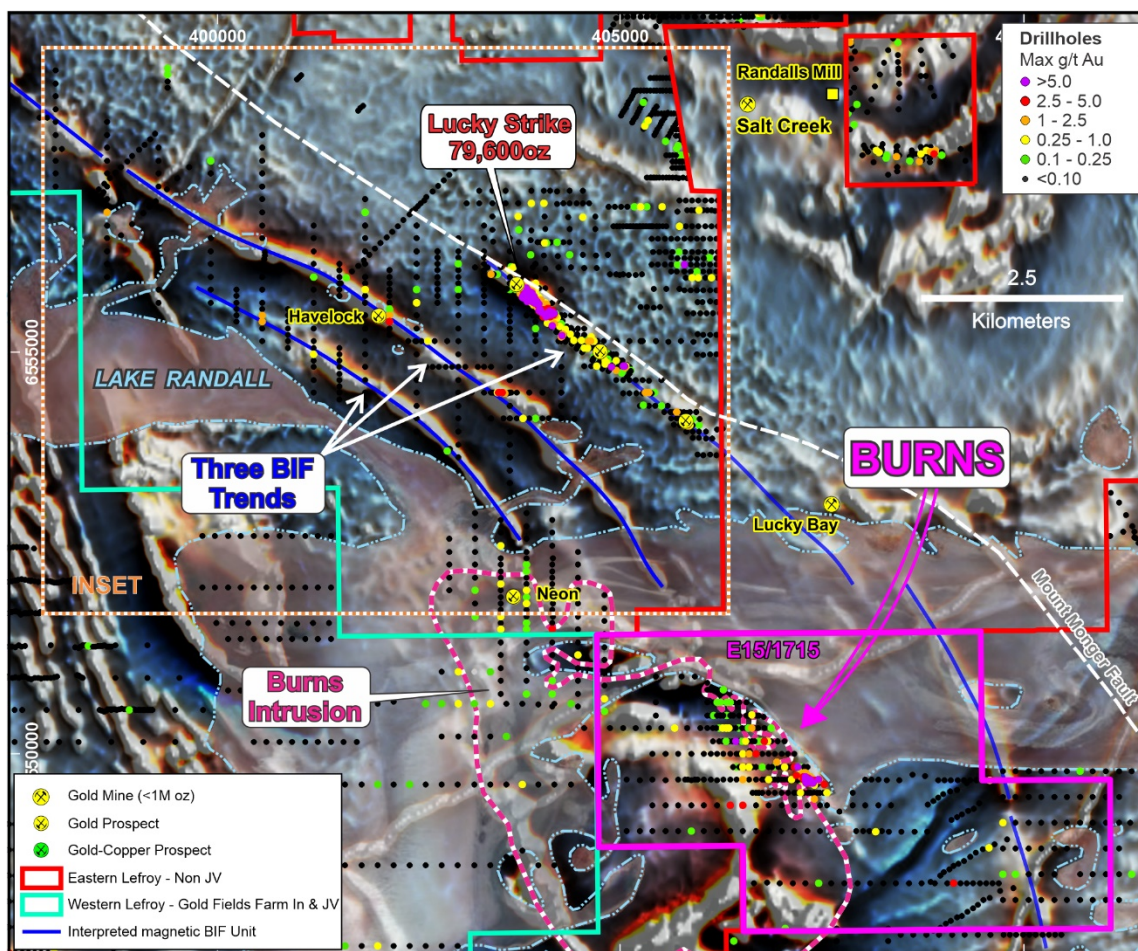 400000
405000
Drillholes
Max g/t Au
>5.0
2.5 - 5.0
1 - 2.5
0.25 - 1.0
0.1 - 0.25
<0.10
Randalls Mill
Salt Creek
Lucky Strike
79,600oz
2.5
Kilometers
Havelock
6555000
LAKE RANDALL
Three BIF
Trends
BURNS
Lucky Bay
INSET
Neon
Mount Monger Fault
E15/1715
Burns
Intrusion
Gold Mine (<1M oz)
Gold Prospect
Gold-Copper Prospect
Eastern Lefroy - Non JV
Western Lefroy - Gold Fields Farm In & JV
Interpreted magnetic BIF Unit